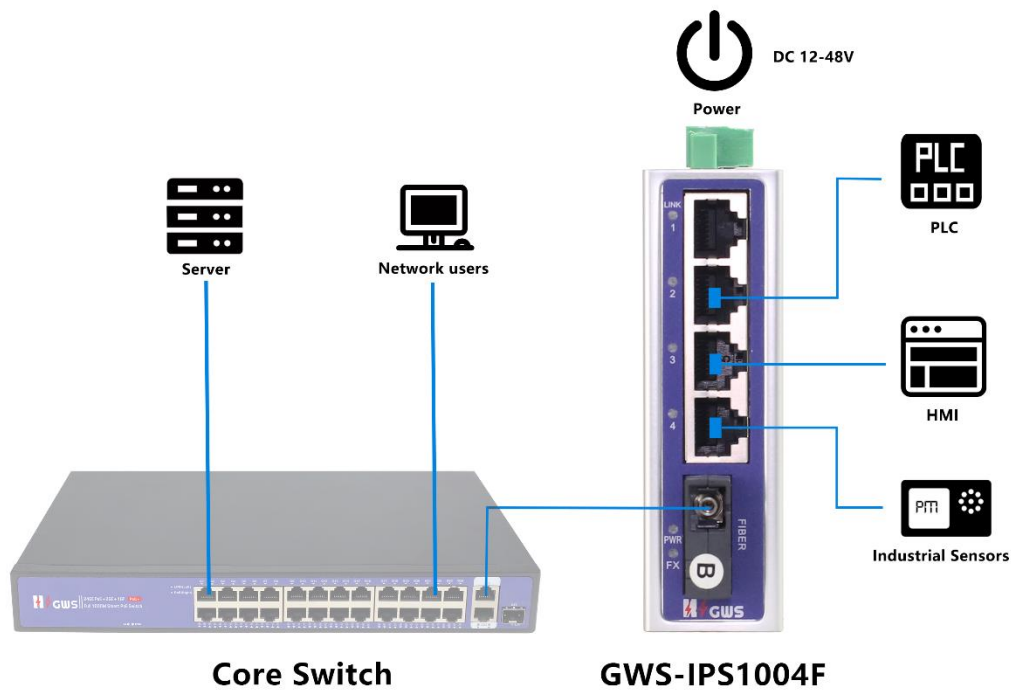 DC 12-48V
Power
PLC
PLC
Server
Network users
LINK
1
2
3
4
HMI
PM
Industrial Sensors
PWR
FX
FIBER
B
GWS
GWS
Core Switch
GWS-IPS1004F